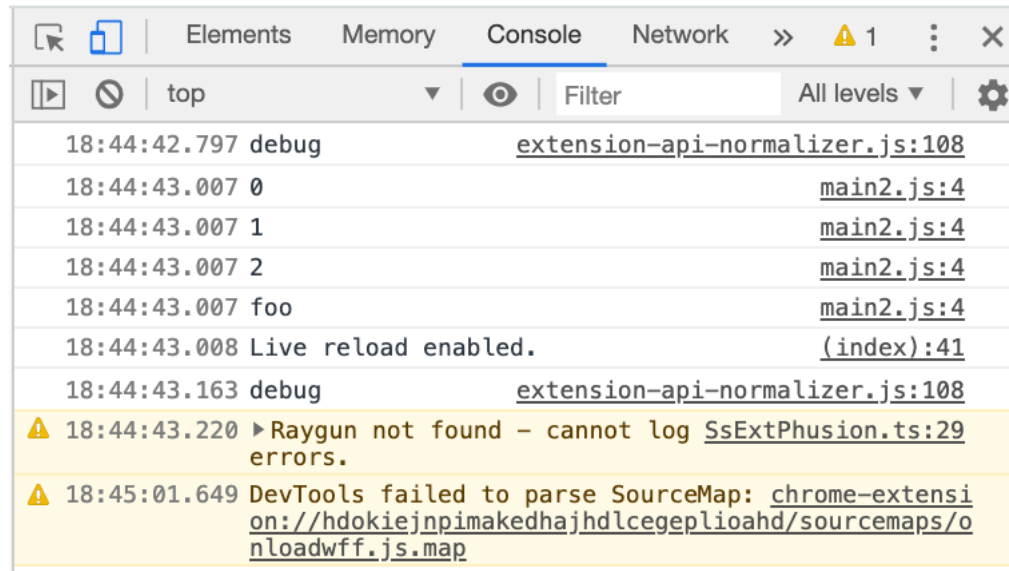 Elements Memory Console Network » 1
top Filter All levels
18:44:42.797 debug extension-api-normalizer.js:108
18:44:43.007 0 main2.js:4
18:44:43.007 1 main2.js:4
18:44:43.007 2 main2.js:4
18:44:43.007 foo main2.js:4
18:44:43.008 Live reload enabled. (index):41
18:44:43.163 debug extension-api-normalizer.js:108
18:44:43.220 Raygun not found – cannot log SsExtPhusion.ts:29
errors.
18:45:01.649 DevTools failed to parse SourceMap: chrome-extensi
on://hdokiejnpimakedhajhdlcegeplioahd/sourcemaps/o
nloadwff.js.map